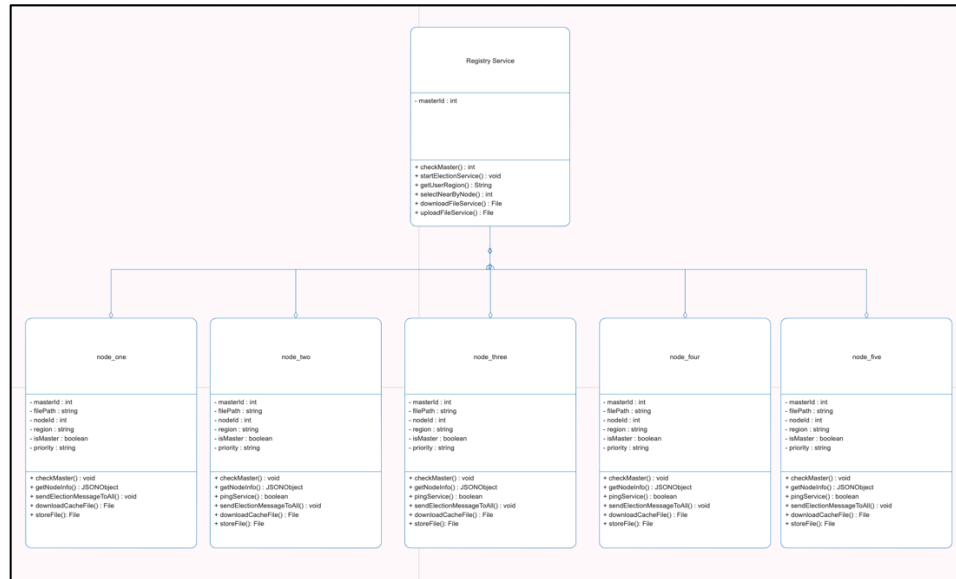 Registry Service
- masterId : int
+ checkMaster() : int
+ startElectionService() : void
+ getUserRegion() : String
+ selectNearByNode() : int
+ downloadFileService() : File
+ uploadFileService() : File
node_one
- masterId : int
- filePath : string
- nodeId : int
- region : string
- isMaster : boolean
- priority : string
+ checkMaster() : void
+ getNodeInfo() : JSONObject
+ sendElectionMessageToAll() : void
+ downloadCacheFile() : File
+ storeFile(): File
node_two
- masterId : int
- filePath : string
- nodeId : int
- region : string
- isMaster : boolean
- priority : string
+ checkMaster() : void
+ getNodeInfo() : JSONObject
+ pingService() : boolean
+ sendElectionMessageToAll() : void
+ downloadCacheFile() : File
+ storeFile(): File
node_three
- masterId : int
- filePath : string
- nodeId : int
- region : string
- isMaster : boolean
- priority : string
+ checkMaster() : void
+ getNodeInfo() : JSONObject
+ pingService() : boolean
+ sendElectionMessageToAll() : void
+ downloadCacheFile() : File
+ storeFile(): File
node_four
- masterId : int
- filePath : string
- nodeId : int
- region : string
- isMaster : boolean
- priority : string
+ checkMaster() : void
+ getNodeInfo() : JSONObject
+ pingService() : boolean
+ sendElectionMessageToAll() : void
+ downloadCacheFile() : File
+ storeFile(): File
node_five
- masterId : int
- filePath : string
- nodeId : int
- region : string
- isMaster : boolean
- priority : string
+ checkMaster() : void
+ getNodeInfo() : JSONObject
+ pingService() : boolean
+ sendElectionMessageToAll() : void
+ downloadCacheFile() : File
+ storeFile(): File